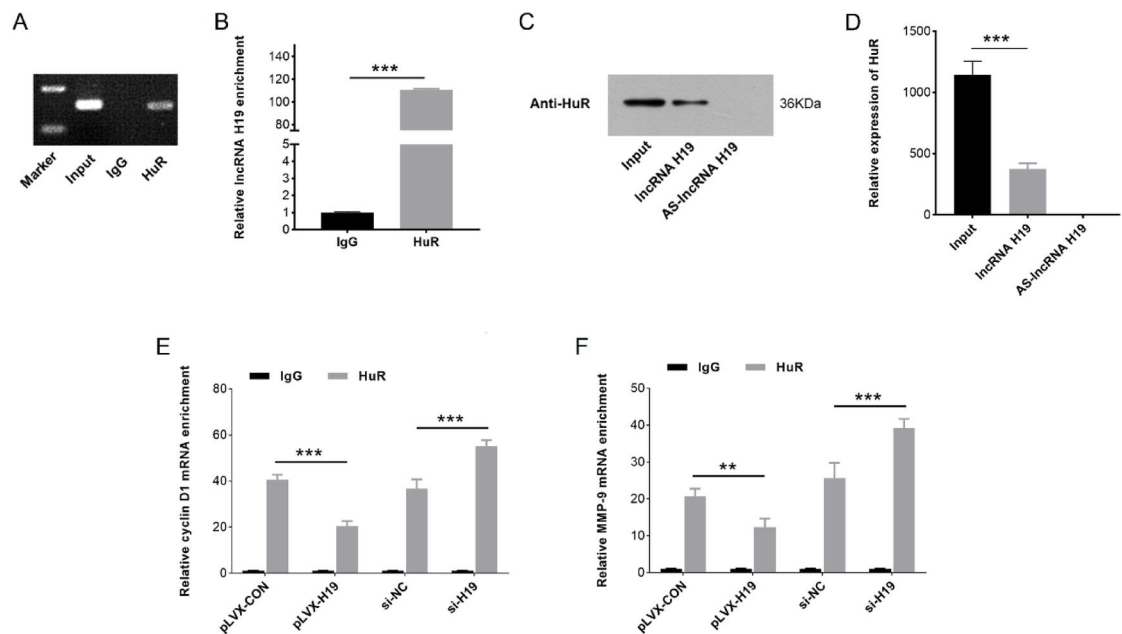 A
Marker
Input
IgG
HuR
B
Relative lncRNA H19 enrichment
140
120
100
80
5
4
3
2
1
0
***
IgG
HuR
C
Anti-HuR
36KDa
Input
lncRNA H19
AS-lncRNA H19
D
Relative expression of HuR
1500
1000
500
0
***
Input
lncRNA H19
AS-lncRNA H19
E
IgG
HuR
Relative cyclin D1 mRNA enrichment
80
60
40
20
0
***
***
pLVX-CON
pLVX-H19
si-NC
si-H19
F
IgG
HuR
Relative MMP-9 mRNA enrichment
50
40
30
20
10
0
**
***
pLVX-CON
pLVX-H19
si-NC
si-H19